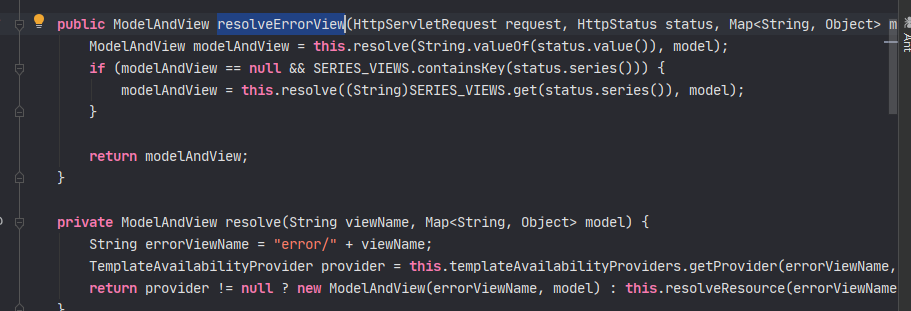 public ModelAndView resolveErrorView(HttpServletRequest request, HttpStatus status, Map<String, Object> m
ModelAndView modelAndView = this.resolve(String.valueOf(status.value()), model);
if (modelAndView == null && SERIES_VIEWS.containsKey(status.series())) {
modelAndView = this.resolve((String)SERIES_VIEWS.get(status.series()), model);
}
return modelAndView;
}
private ModelAndView resolve(String viewName, Map<String, Object> model) {
String errorViewName = "error/" + viewName;
TemplateAvailabilityProvider provider = this.templateAvailabilityProviders.getProvider(errorViewName,
return provider != null ? new ModelAndView(errorViewName, model) : this.resolveResource(errorViewName
}
Ant